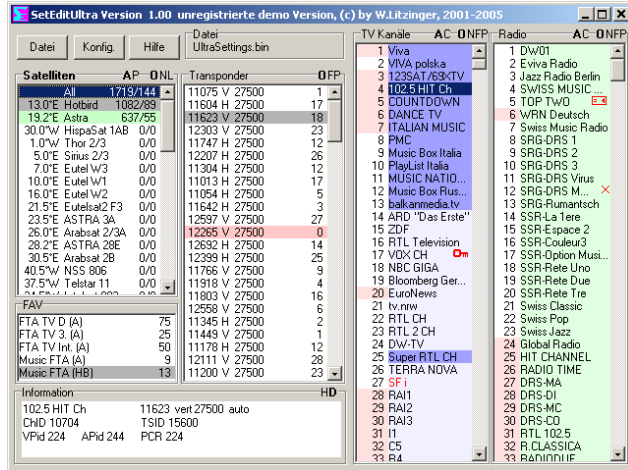 SetEditUltra Version 1.00 unregistrierte demo Version, (c) by W.Litzinger, 2001-2005
Datei
Konfig.
Hilfe
Datei
UltraSettings.bin
Satelliten AP ONL
All 1719/144
13.0°E Hotbird 1082/89
19.2°E Astra 637/55
30.0°W HispaSat 1AB 0/0
1.0°W Thor 2/3 0/0
5.0°E Sirius 2/3 0/0
7.0°E Eutel W3 0/0
10.0°E Eutel W1 0/0
16.0°E Eutel W2 0/0
21.5°E Eutelsat2 F3 0/0
23.5°E ASTRA 3A 0/0
26.0°E Arabsat 2/3A 0/0
28.2°E ASTRA 28E 0/0
30.5°E Arabsat 2B 0/0
40.5°W NSS 806 0/0
37.5°W Telstar 11 0/0
FAV
FTA TV D (A) 75
FTA TV 3. (A) 25
FTA TV Int. (A) 50
Music FTA (A) 9
Music FTA (HB) 13
Transponder OFP
11075 V 27500 1
11604 H 27500 17
11623 V 27500 18
12303 V 27500 23
11747 H 27500 12
12207 H 27500 26
11304 H 27500 12
11013 H 27500 17
11054 H 27500 5
11642 H 27500 3
12597 V 27500 27
12265 V 27500 0
12692 H 27500 14
12399 H 27500 25
11766 V 27500 9
11918 V 27500 4
11803 V 27500 16
12558 V 27500 6
11345 H 27500 2
11449 V 27500 1
11178 H 27500 12
12111 V 27500 28
11200 V 27500 23
Information HD
102.5 HIT Ch 11623 vert 27500 auto
ChID 10704 TSID 15600
VPid 224 APid 244 PCR 224
TV Kanäle AC ONFP
1 Viva
2 VIVA polska
3 123SAT/69XTV
4 102.5 HIT Ch
5 COUNTDOWN
6 DANCE TV
7 ITALIAN MUSIC
8 PMC
9 Music Box Italia
10 PlayList Italia
11 MUSIC NATIO...
12 Music Box Rus...
13 balkanmedia.tv
14 ARD "Das Erste"
15 ZDF
16 RTL Television
17 VOX CH
18 NBC GIGA
19 Bloomberg Ger...
20 EuroNews
21 tv.nrw
22 RTL CH
23 RTL 2 CH
24 DW-TV
25 Super RTL CH
26 TERRA NOVA
27 SF i
28 RAI1
29 RAI2
30 RAI3
31 I1
32 C5
33 R4
Radio AC ONFP
1 DW01
2 Eviva Radio
3 Jazz Radio Berlin
4 SWISS MUSIC ...
5 TOP TWO
6 WRN Deutsch
7 Swiss Music Radio
8 SRG-DRS 1
9 SRG-DRS 2
10 SRG-DRS 3
11 SRG-DRS Virus
12 SRG-DRS M...
13 SRG-Rumantsch
14 SSR-La 1ere
15 SSR-Espace 2
16 SSR-Couleur3
17 SSR-Option Musi...
18 SSR-Rete Uno
19 SSR-Rete Due
20 SSR-Rete Tre
21 Swiss Classic
22 Swiss Pop
23 Swiss Jazz
24 Global Radio
25 HIT CHANNEL
26 RADIO TIME
27 DRS-MA
28 DRS-DI
29 DRS-MC
30 DRS-CO
31 RTL 102.5
32 R.CLASSICA
33 RADIODUE